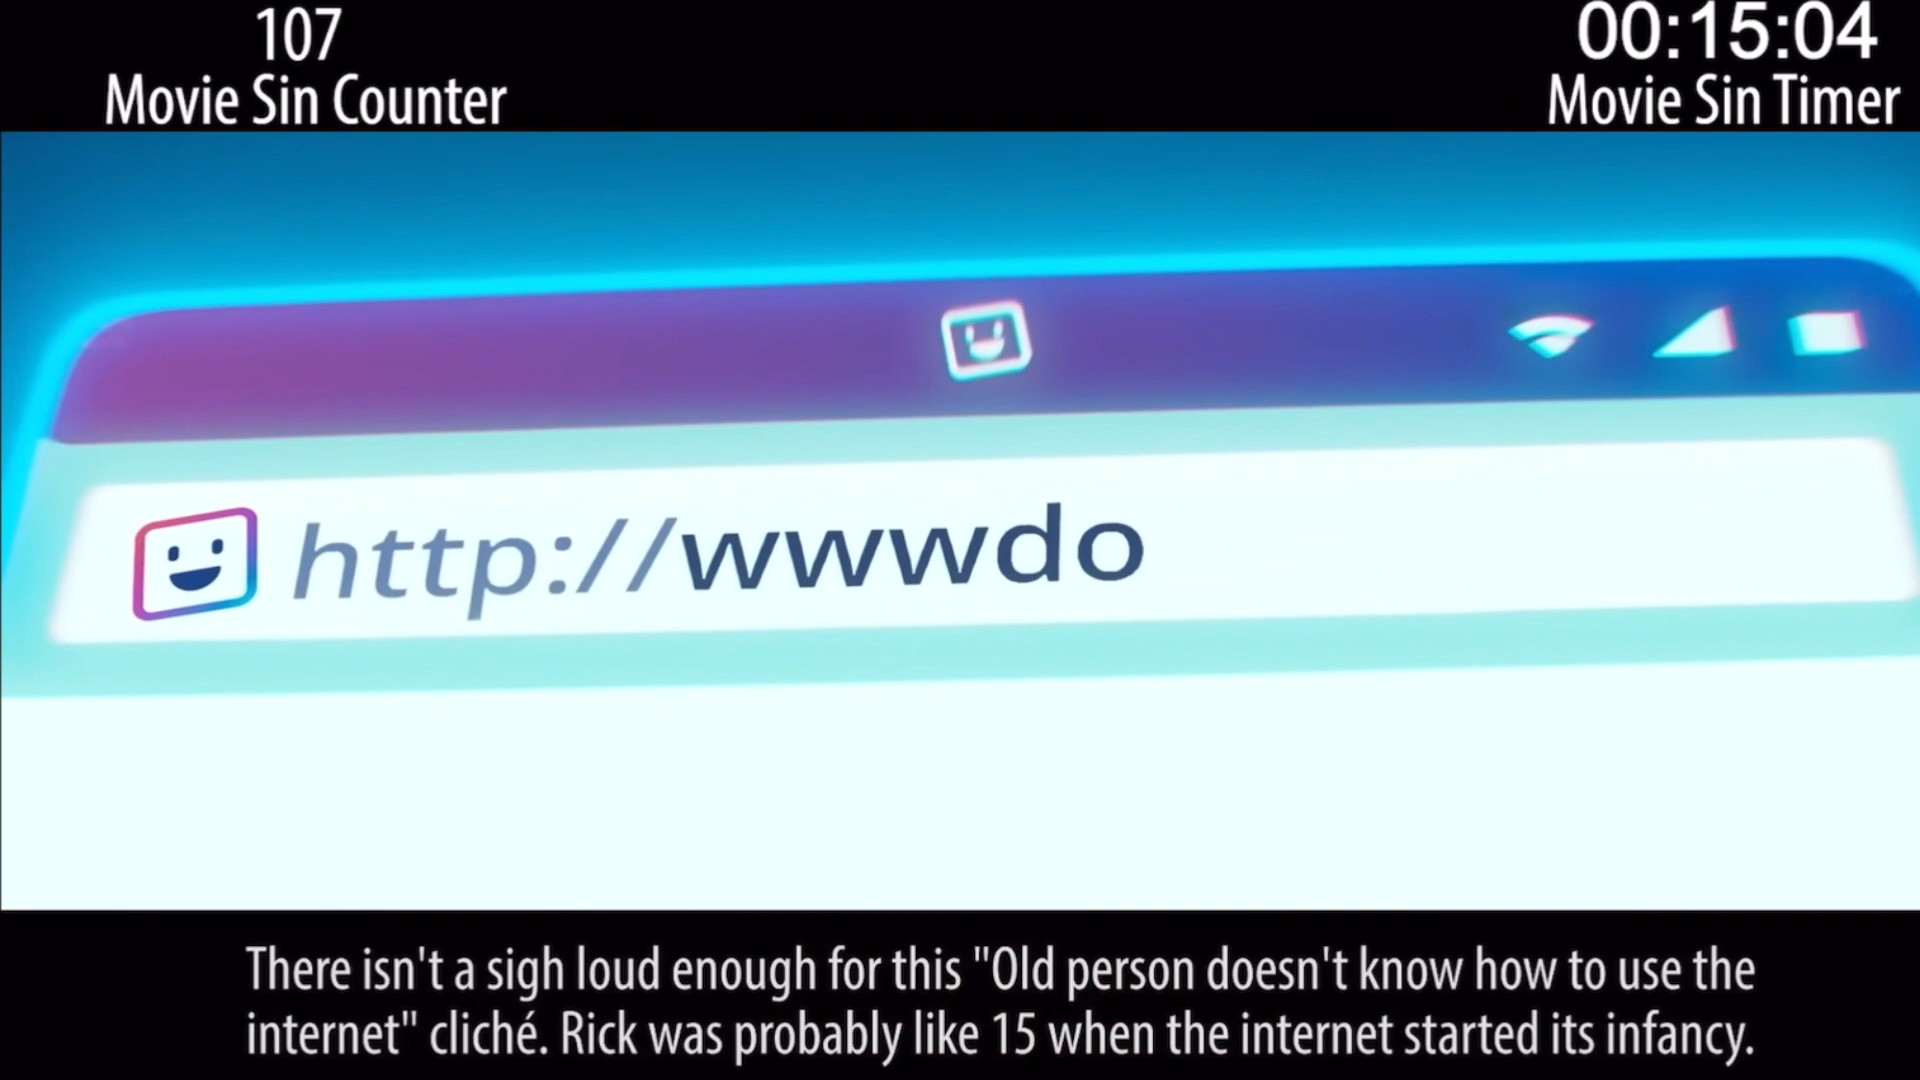 107
Movie Sin Counter
00:15:04
Movie Sin Timer
http://wwwdo
There isn't a sigh loud enough for this "Old person doesn't know how to use the
internet" cliché. Rick was probably like 15 when the internet started its infancy.